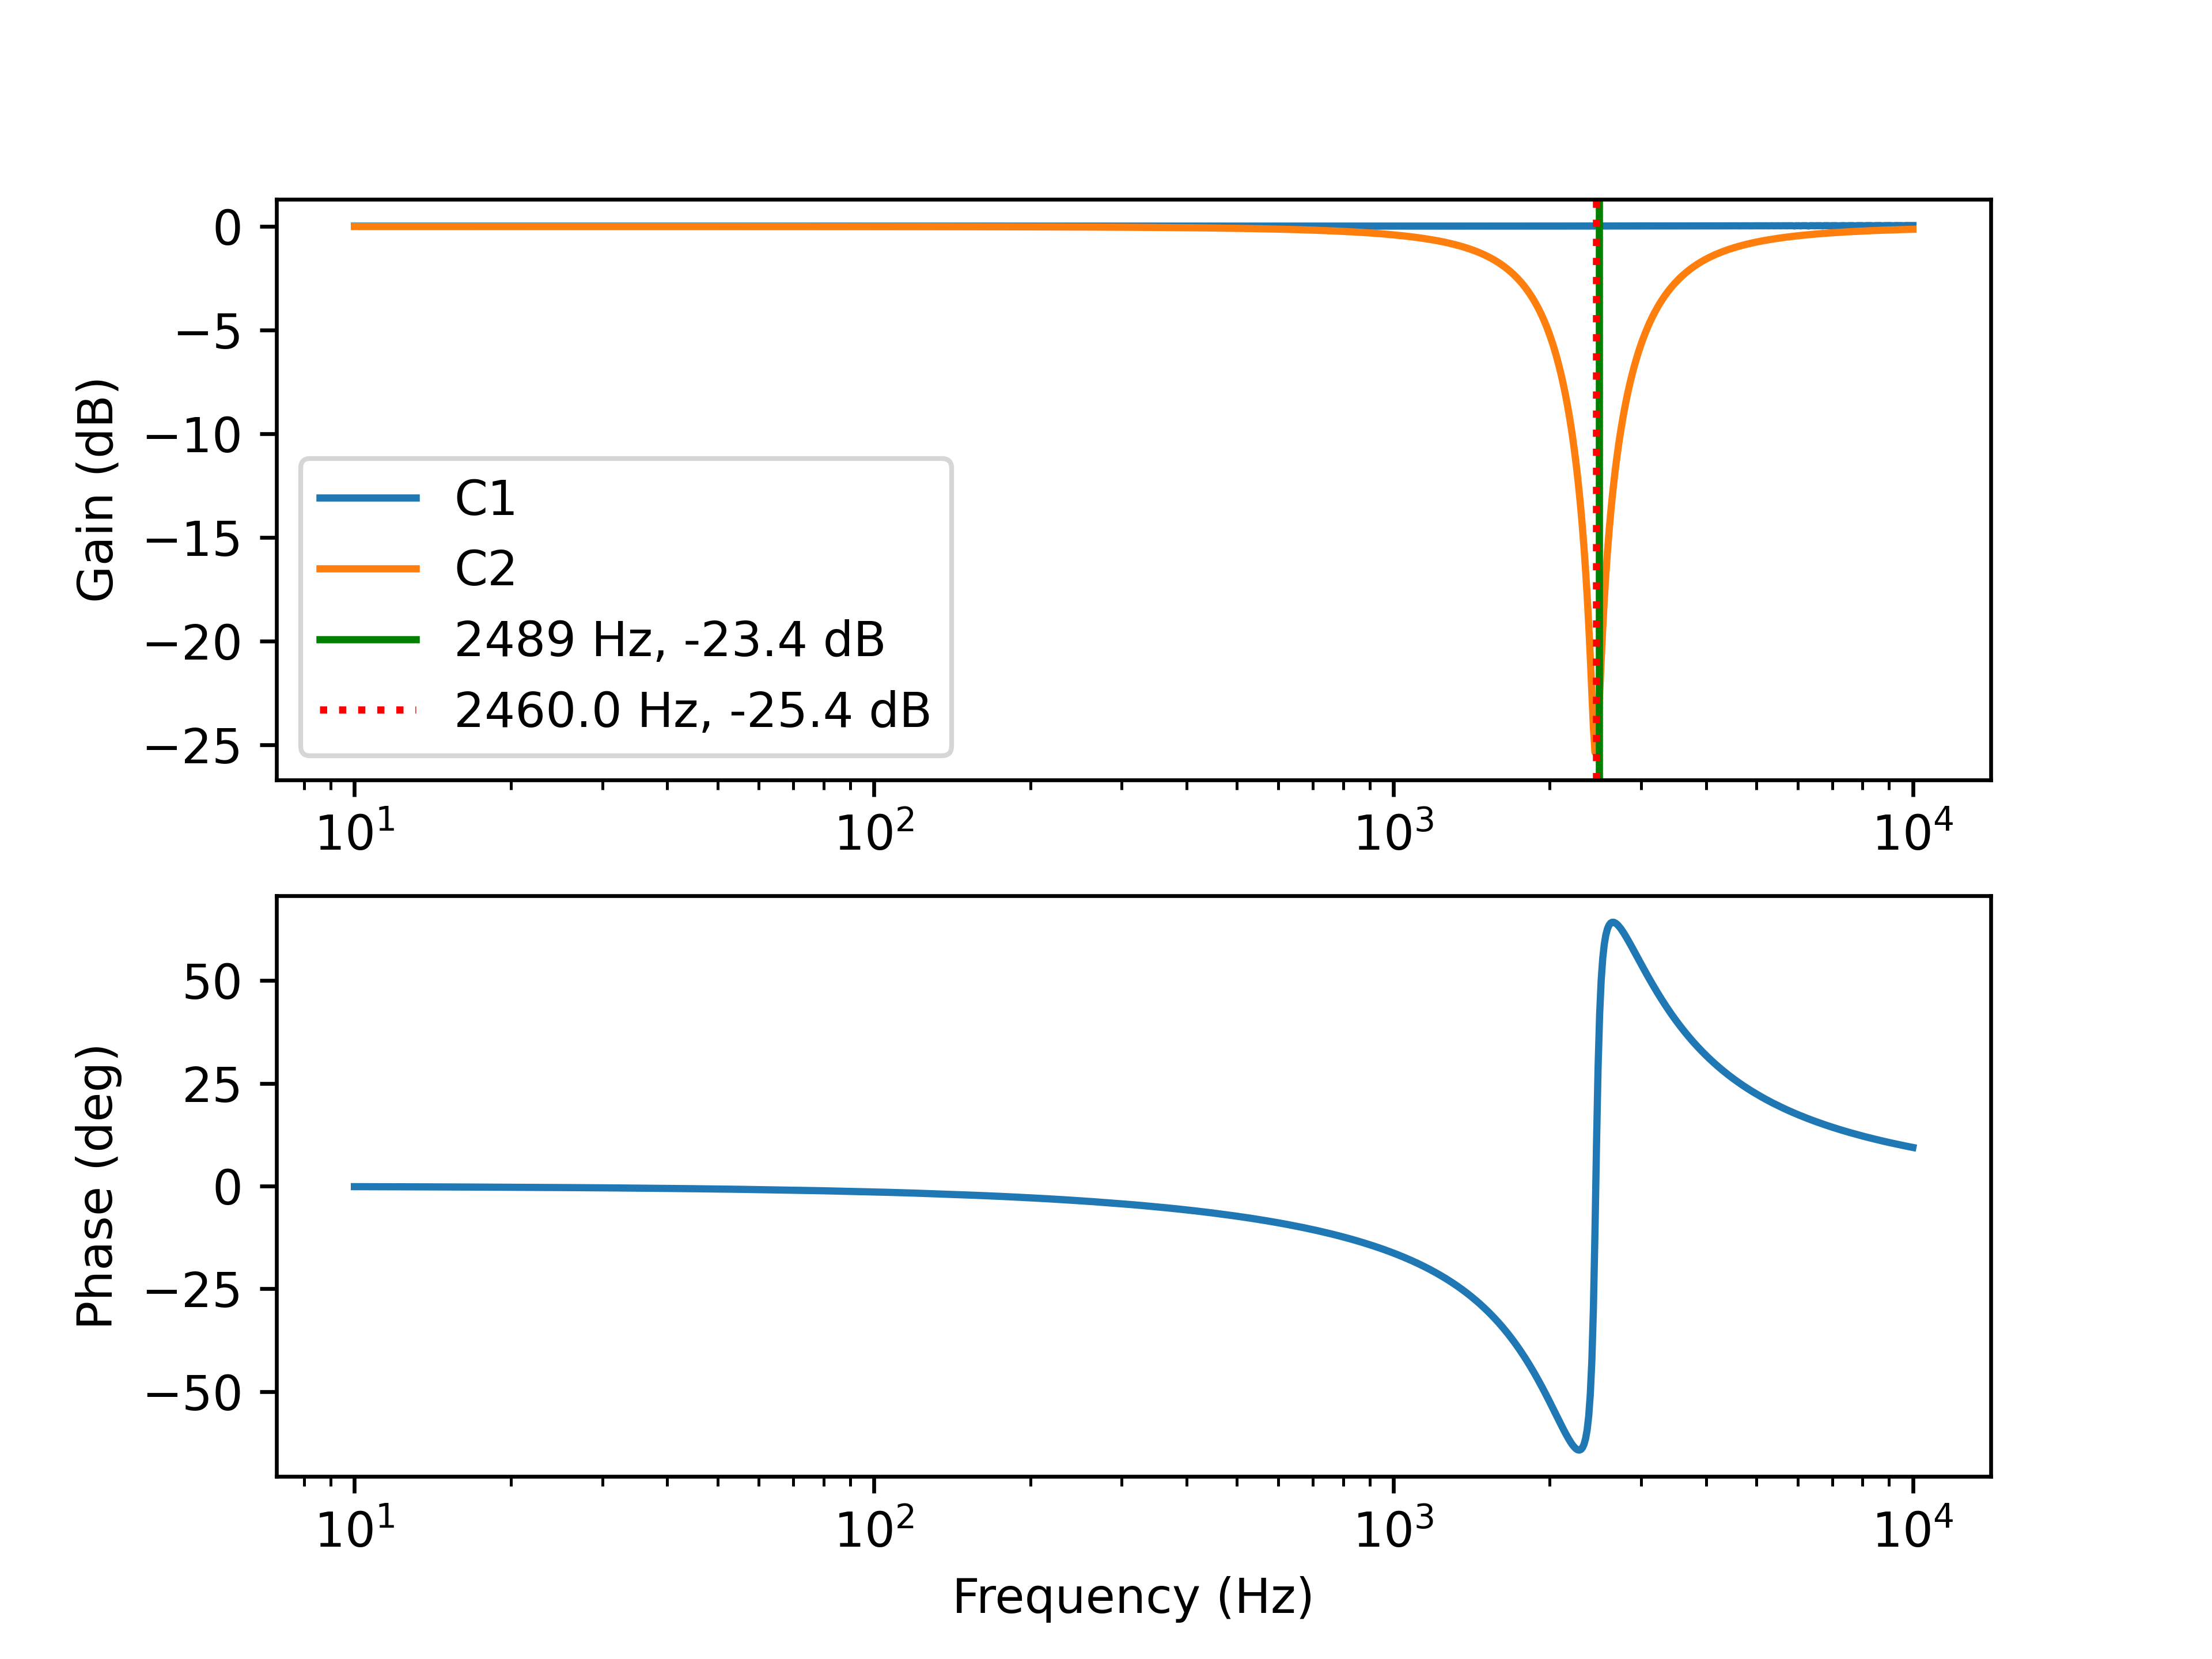 0
−5
−10
−15
−20
−25
Gain (dB)
C1
C2
2489 Hz, -23.4 dB
2460.0 Hz, -25.4 dB
10¹ 10² 10³ 10⁴
50
25
0
−25
−50
Phase (deg)
10¹ 10² 10³ 10⁴
Frequency (Hz)